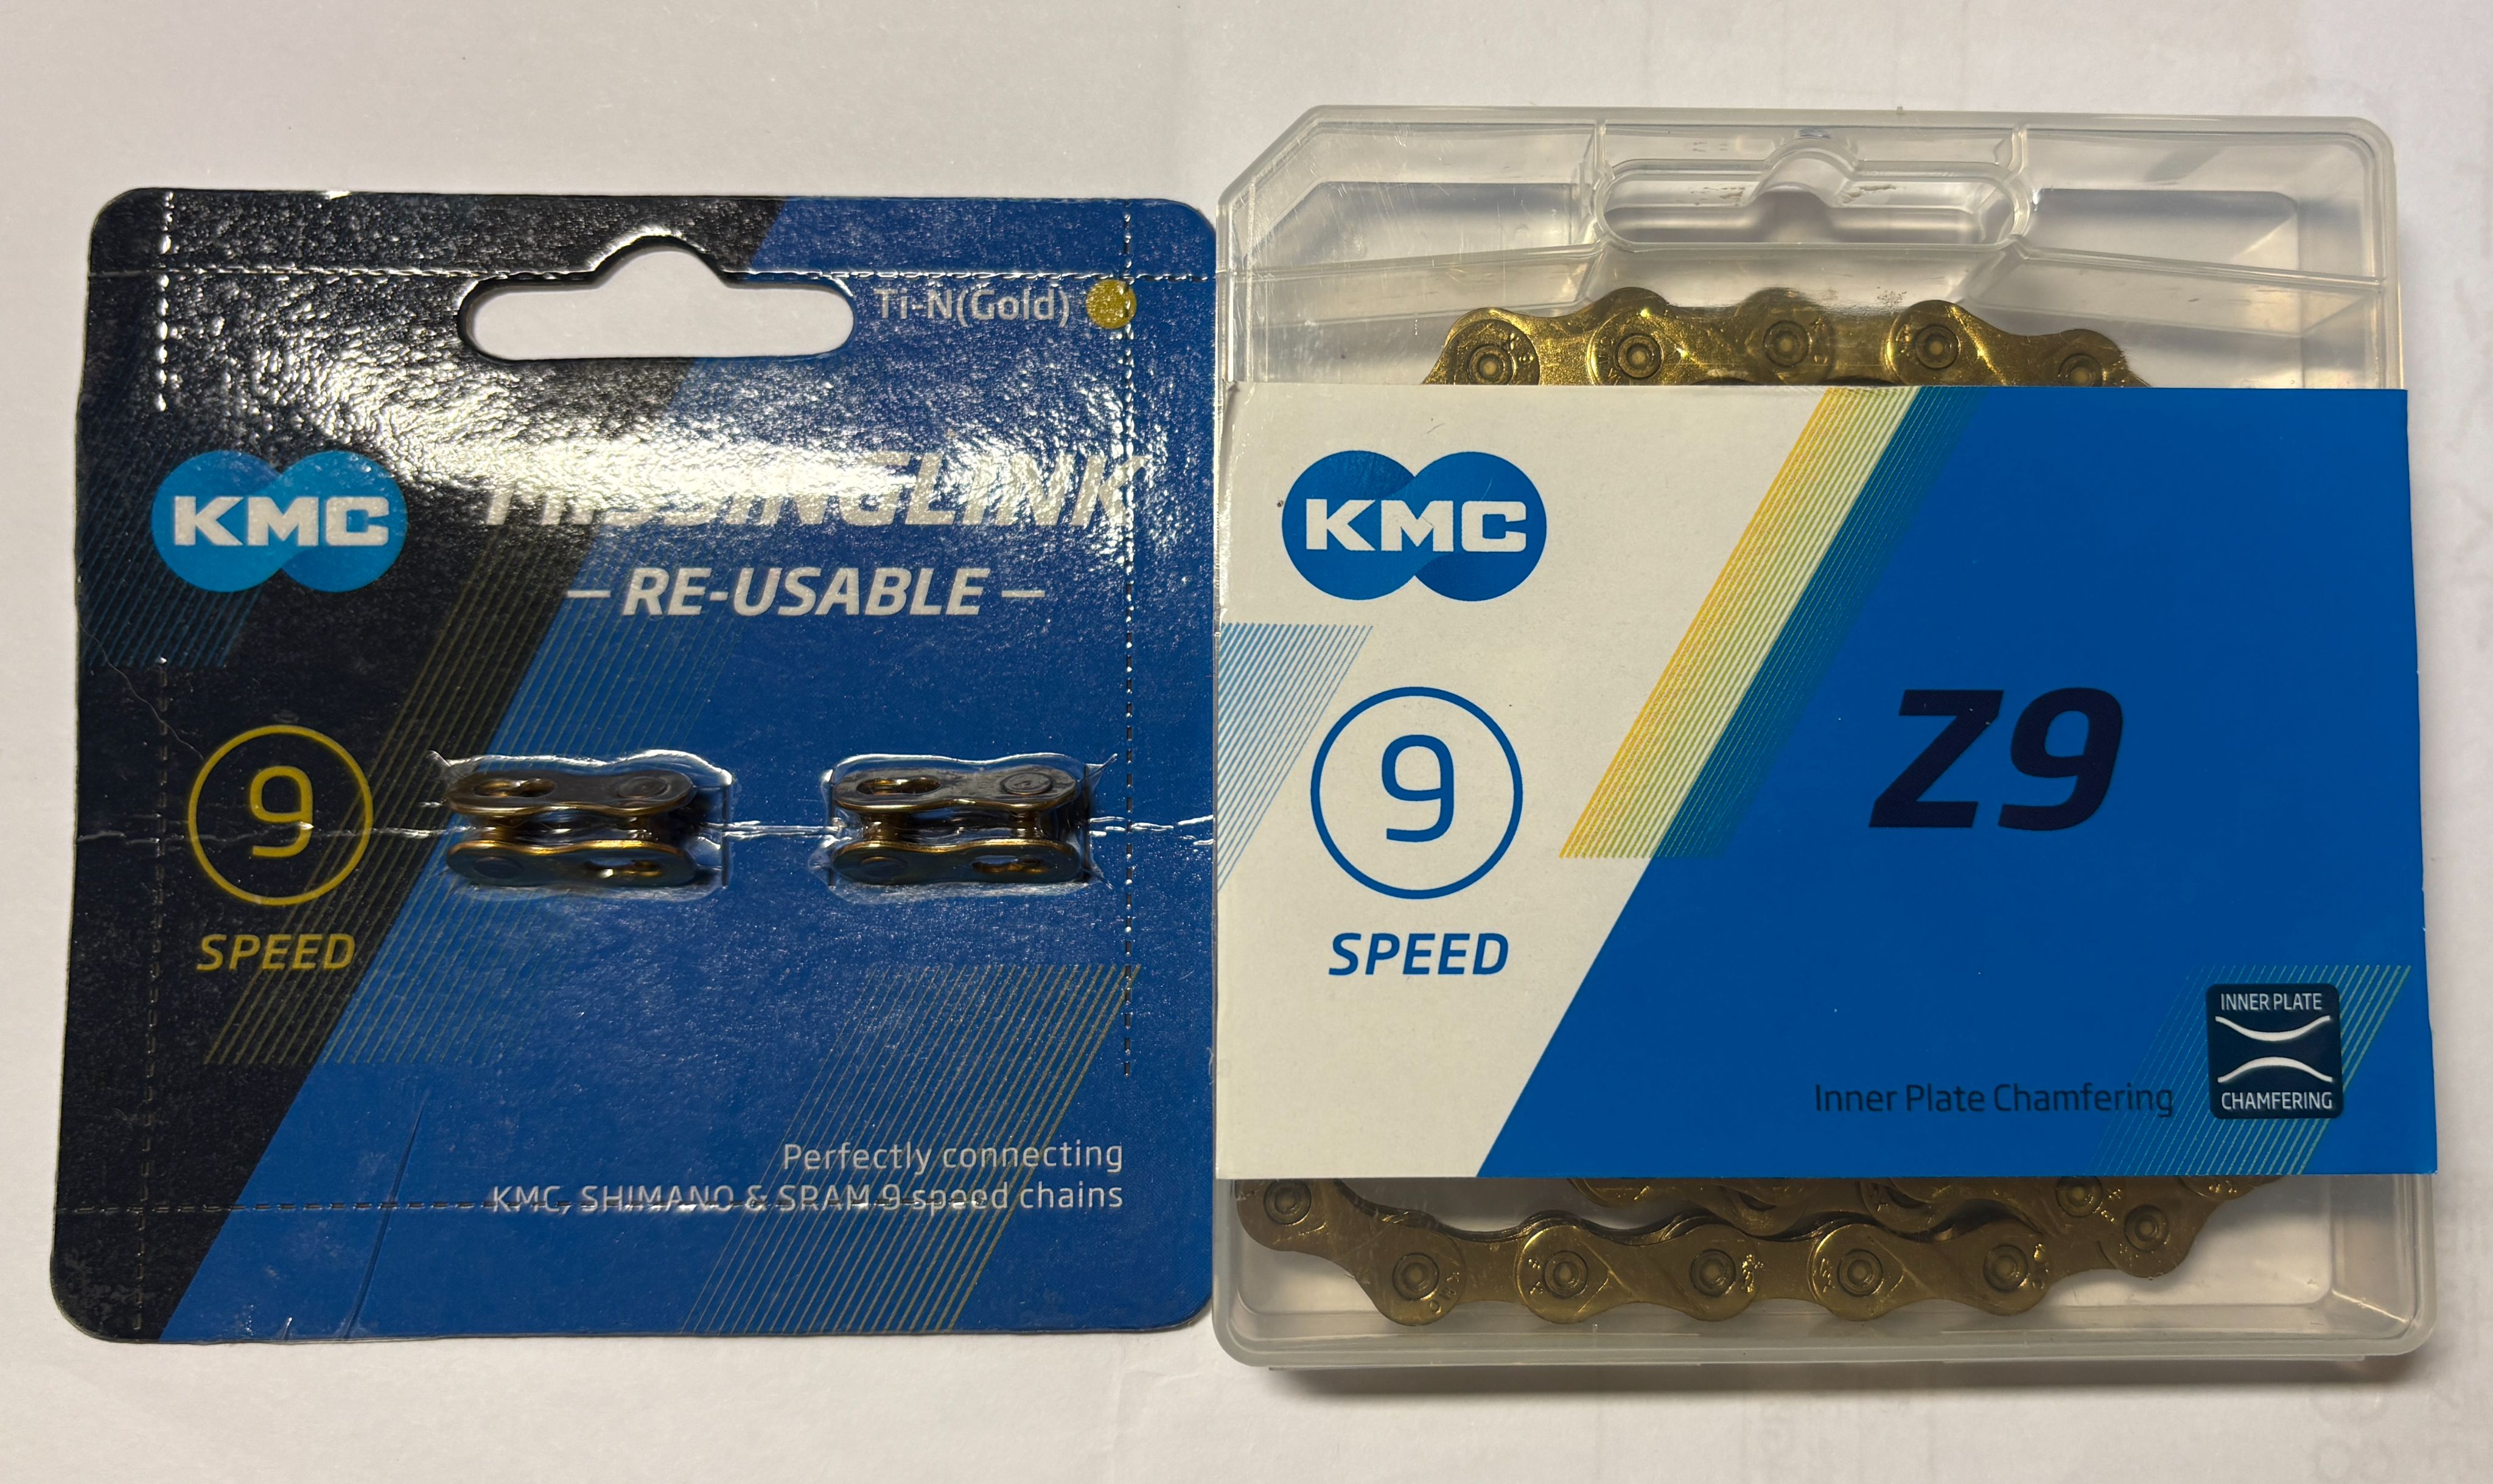 Ti-N(Gold)
KMC
MISSINGLINK
– RE-USABLE –
9
SPEED
Perfectly connecting
KMC, SHIMANO & SRAM 9 speed chains
KMC
9
SPEED
Z9
Inner Plate Chamfering
INNER PLATE
CHAMFERING